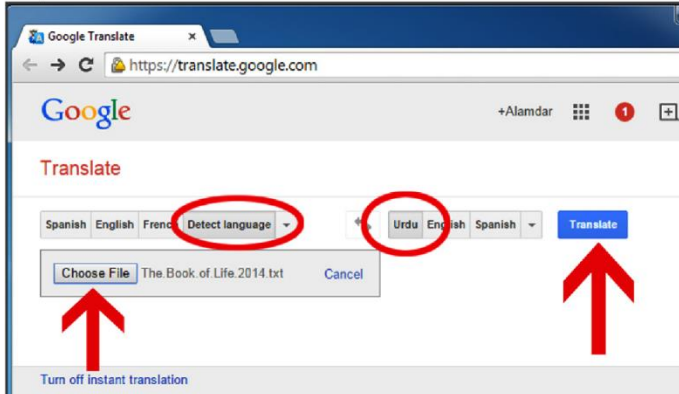 Google Translate
https://translate.google.com
Google
+Alamdar
1
Translate
Spanish English French Detect language
Urdu English Spanish
Translate
Choose File The.Book.of.Life.2014.txt Cancel
Turn off instant translation